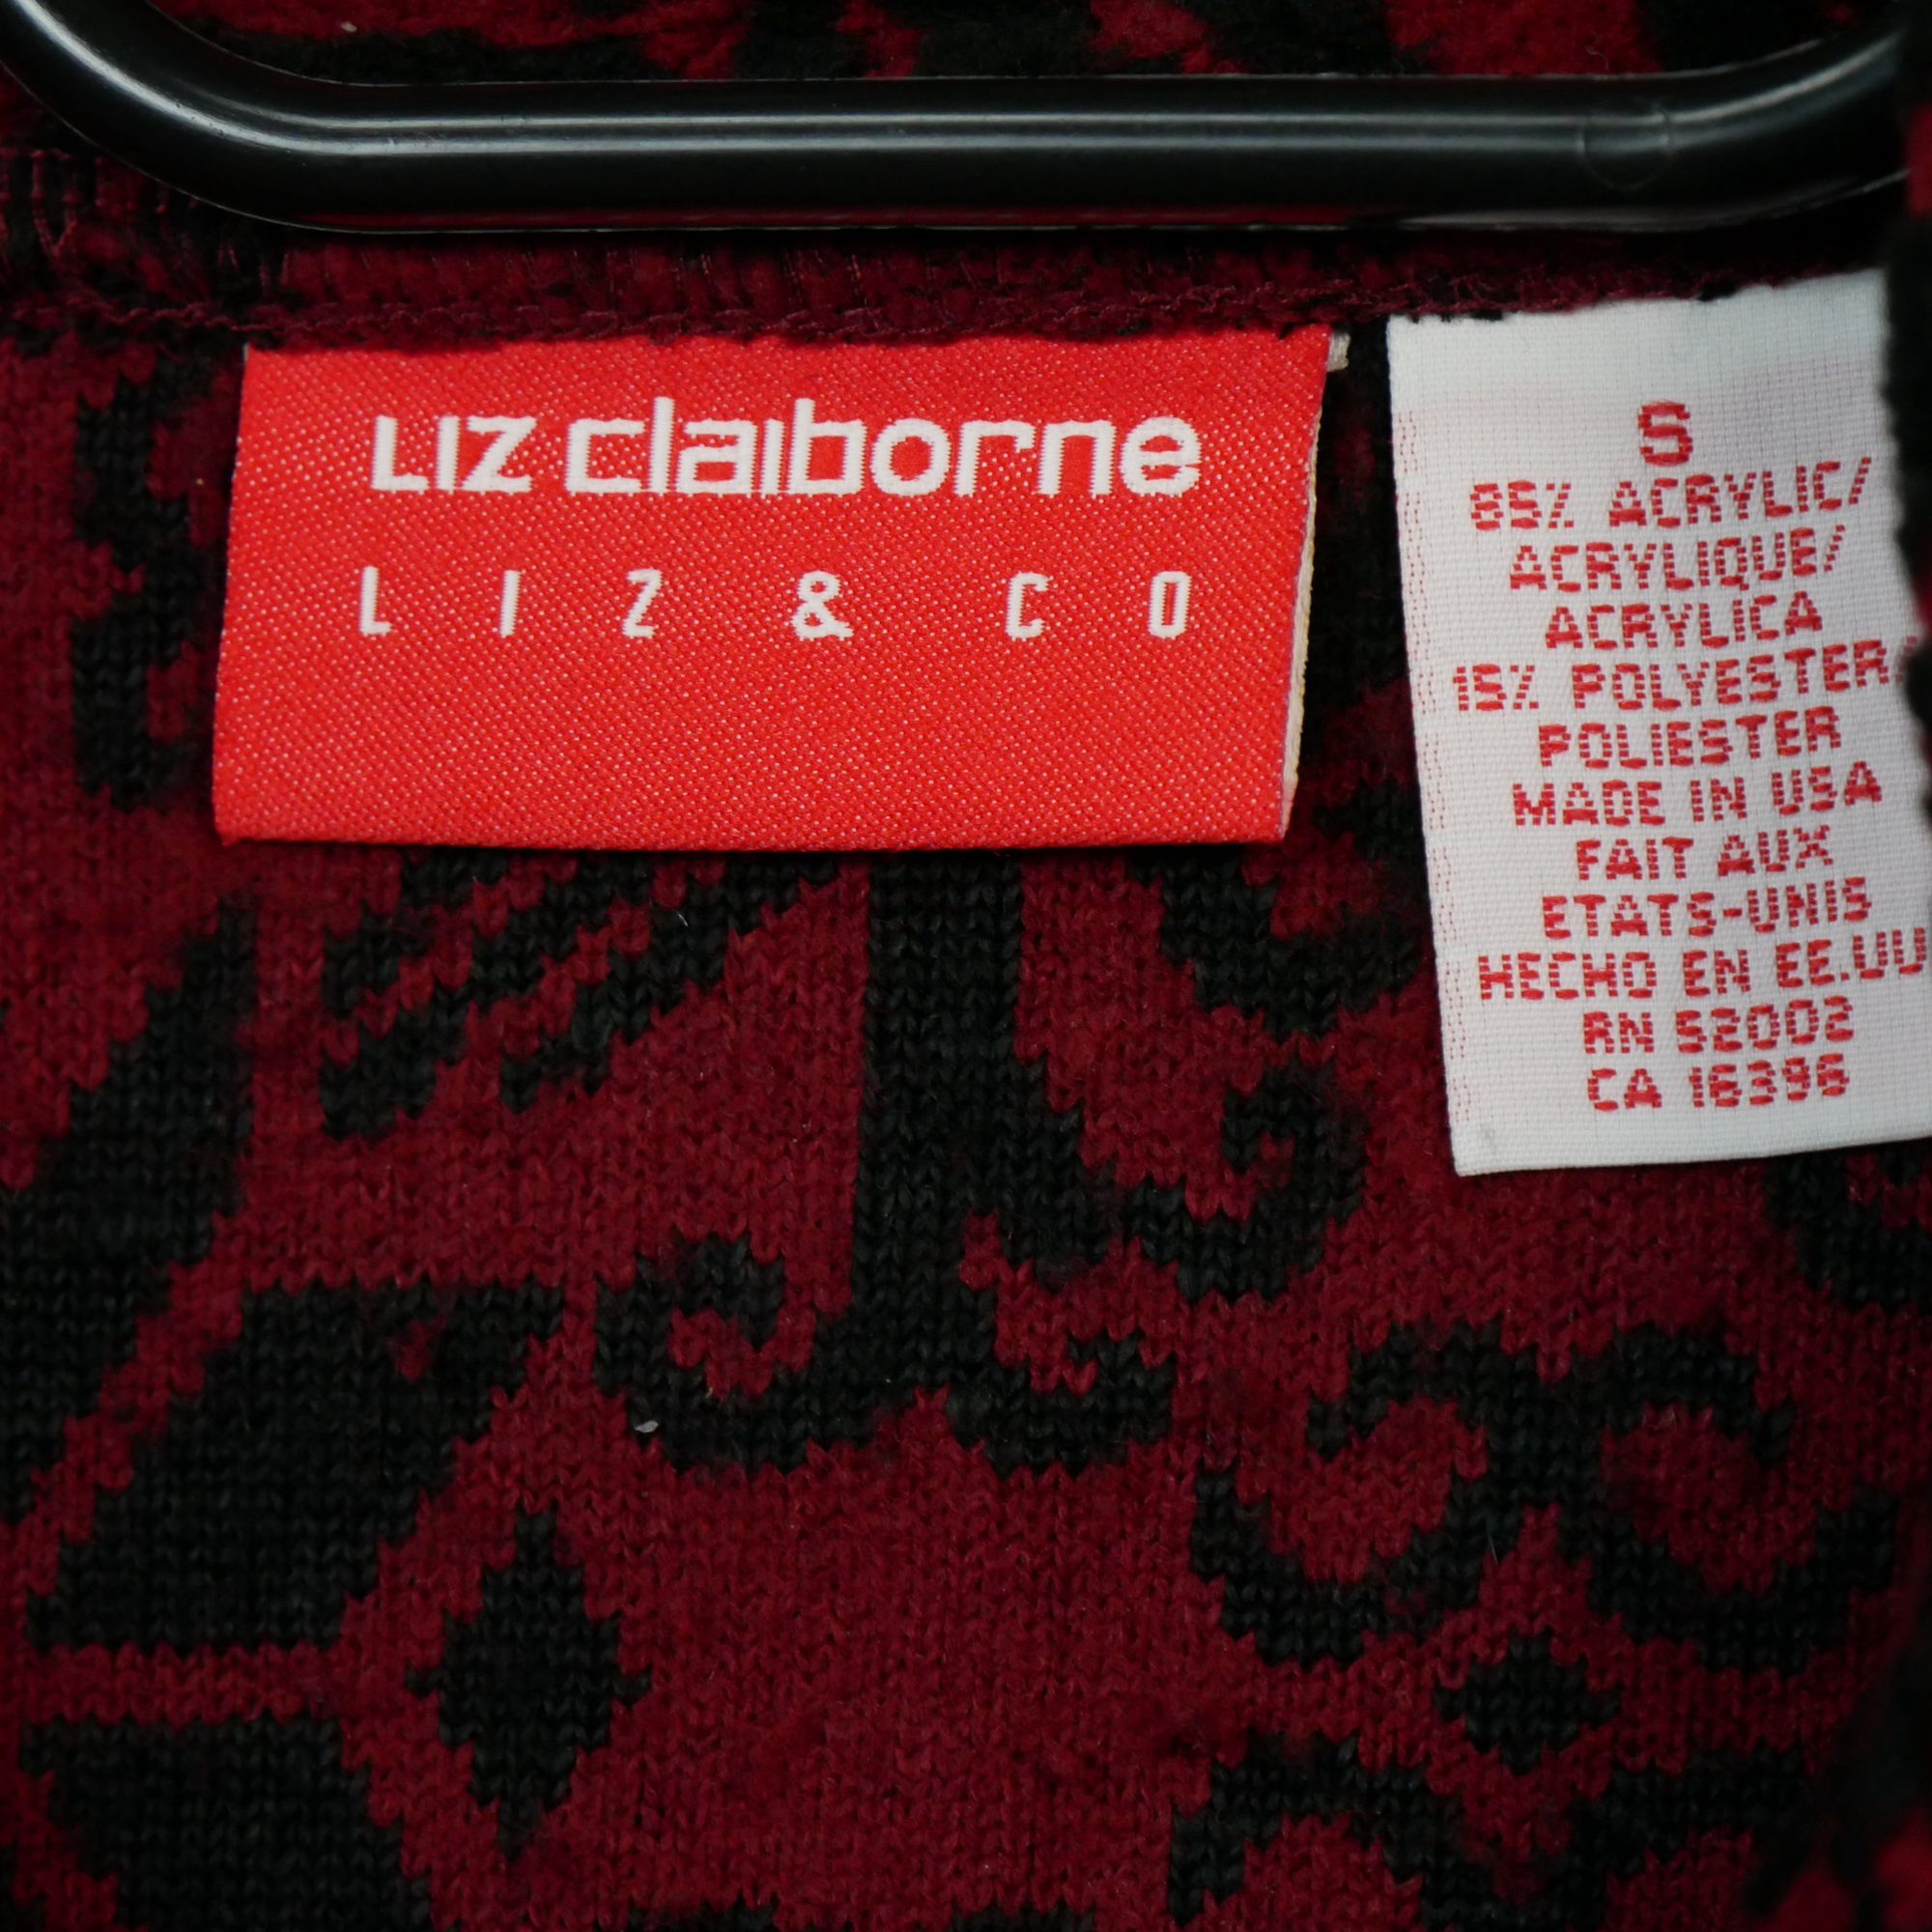 LIZ claiborne
LIZ & CO
S
85% ACRYLIC/
ACRYLIQUE/
ACRYLICA
15% POLYESTER/
POLIESTER
MADE IN USA
FAIT AUX
ETATS-UNIS
HECHO EN EE.UU
RN 52002
CA 16396